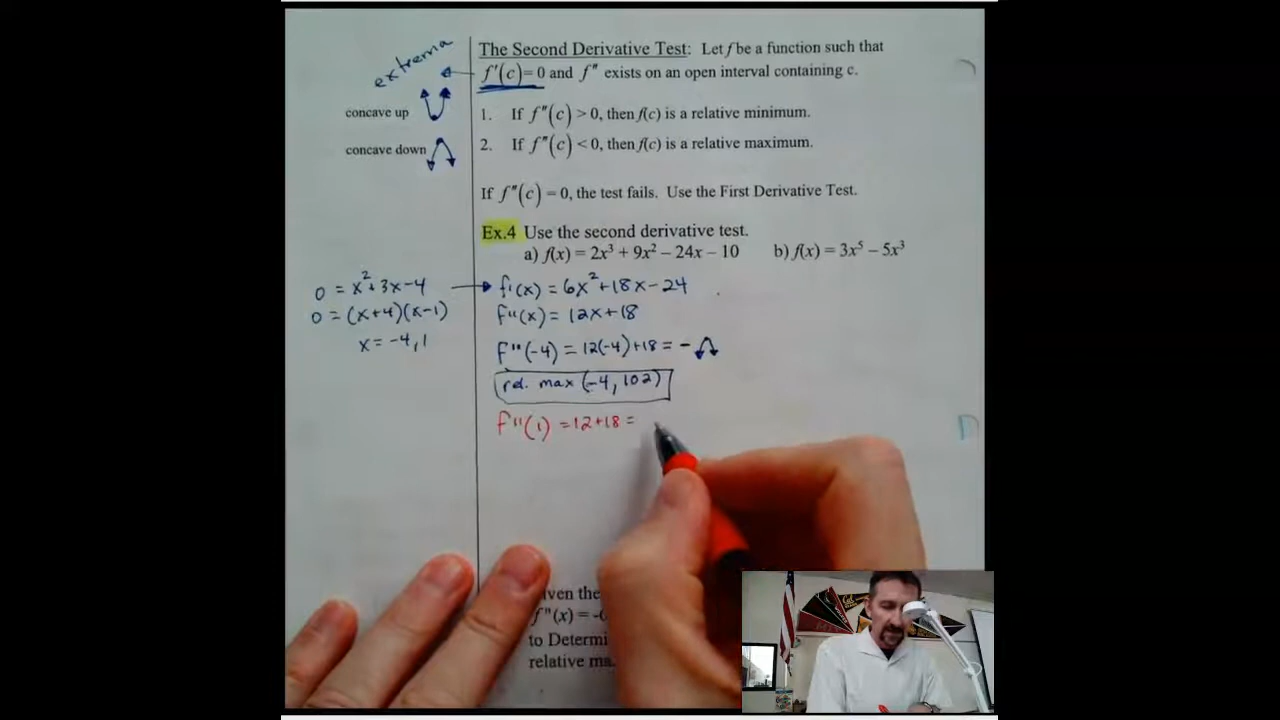 extrema
The Second Derivative Test: Let f be a function such that
f'(c) = 0 and f" exists on an open interval containing c.
concave up
1. If f"(c) > 0, then f(c) is a relative minimum.
concave down
2. If f"(c) < 0, then f(c) is a relative maximum.
If f"(c) = 0, the test fails. Use the First Derivative Test.
Ex.4 Use the second derivative test.
a) f(x) = 2x³ + 9x² – 24x – 10 b) f(x) = 3x⁵ – 5x³
0 = x²+3x-4
f'(x) = 6x²+18x-24
0 = (x+4)(x-1)
f"(x) = 12x+18
x = -4,1
f"(-4) = 12(-4)+18 = -
rel. max (-4, 102)
f"(1) = 12+18 =
ven the
f"(x) =
to Determi
relative ma